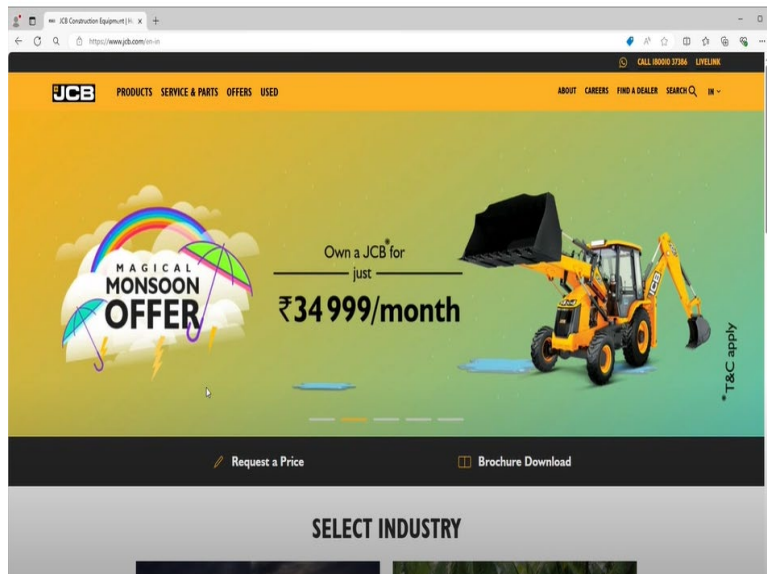 JCB Construction Equipment |
https://www.jcb.com/en-in
CALL 180010 37386 LIVELINK
JCB PRODUCTS SERVICE & PARTS OFFERS USED ABOUT CAREERS FIND A DEALER SEARCH IN
MAGICAL
MONSOON
OFFER
Own a JCB* for
just
₹34 999/month
JCB
*T&C apply
Request a Price Brochure Download
SELECT INDUSTRY